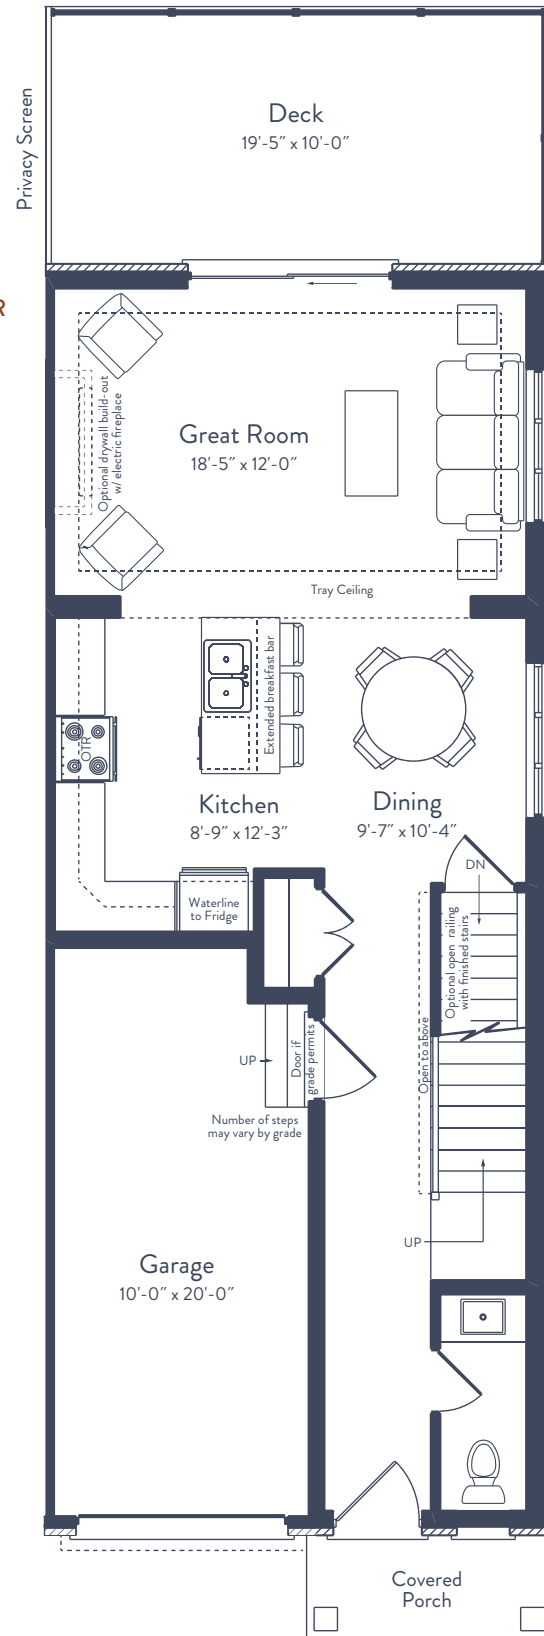 Privacy Screen
Deck
19'-5″ x 10'-0″
R
Optional drywall build-out
w/ electric fireplace
Great Room
18'-5″ x 12'-0″
Tray Ceiling
OTR
Extended breakfast bar
Kitchen
8'-9″ x 12'-3″
Dining
9'-7″ x 10'-4″
Waterline
to Fridge
DN
Optional open railing
with finished stairs
Open to above
UP
Door if
grade permits
Number of steps
may vary by grade
UP
Garage
10'-0″ x 20'-0″
Covered
Porch